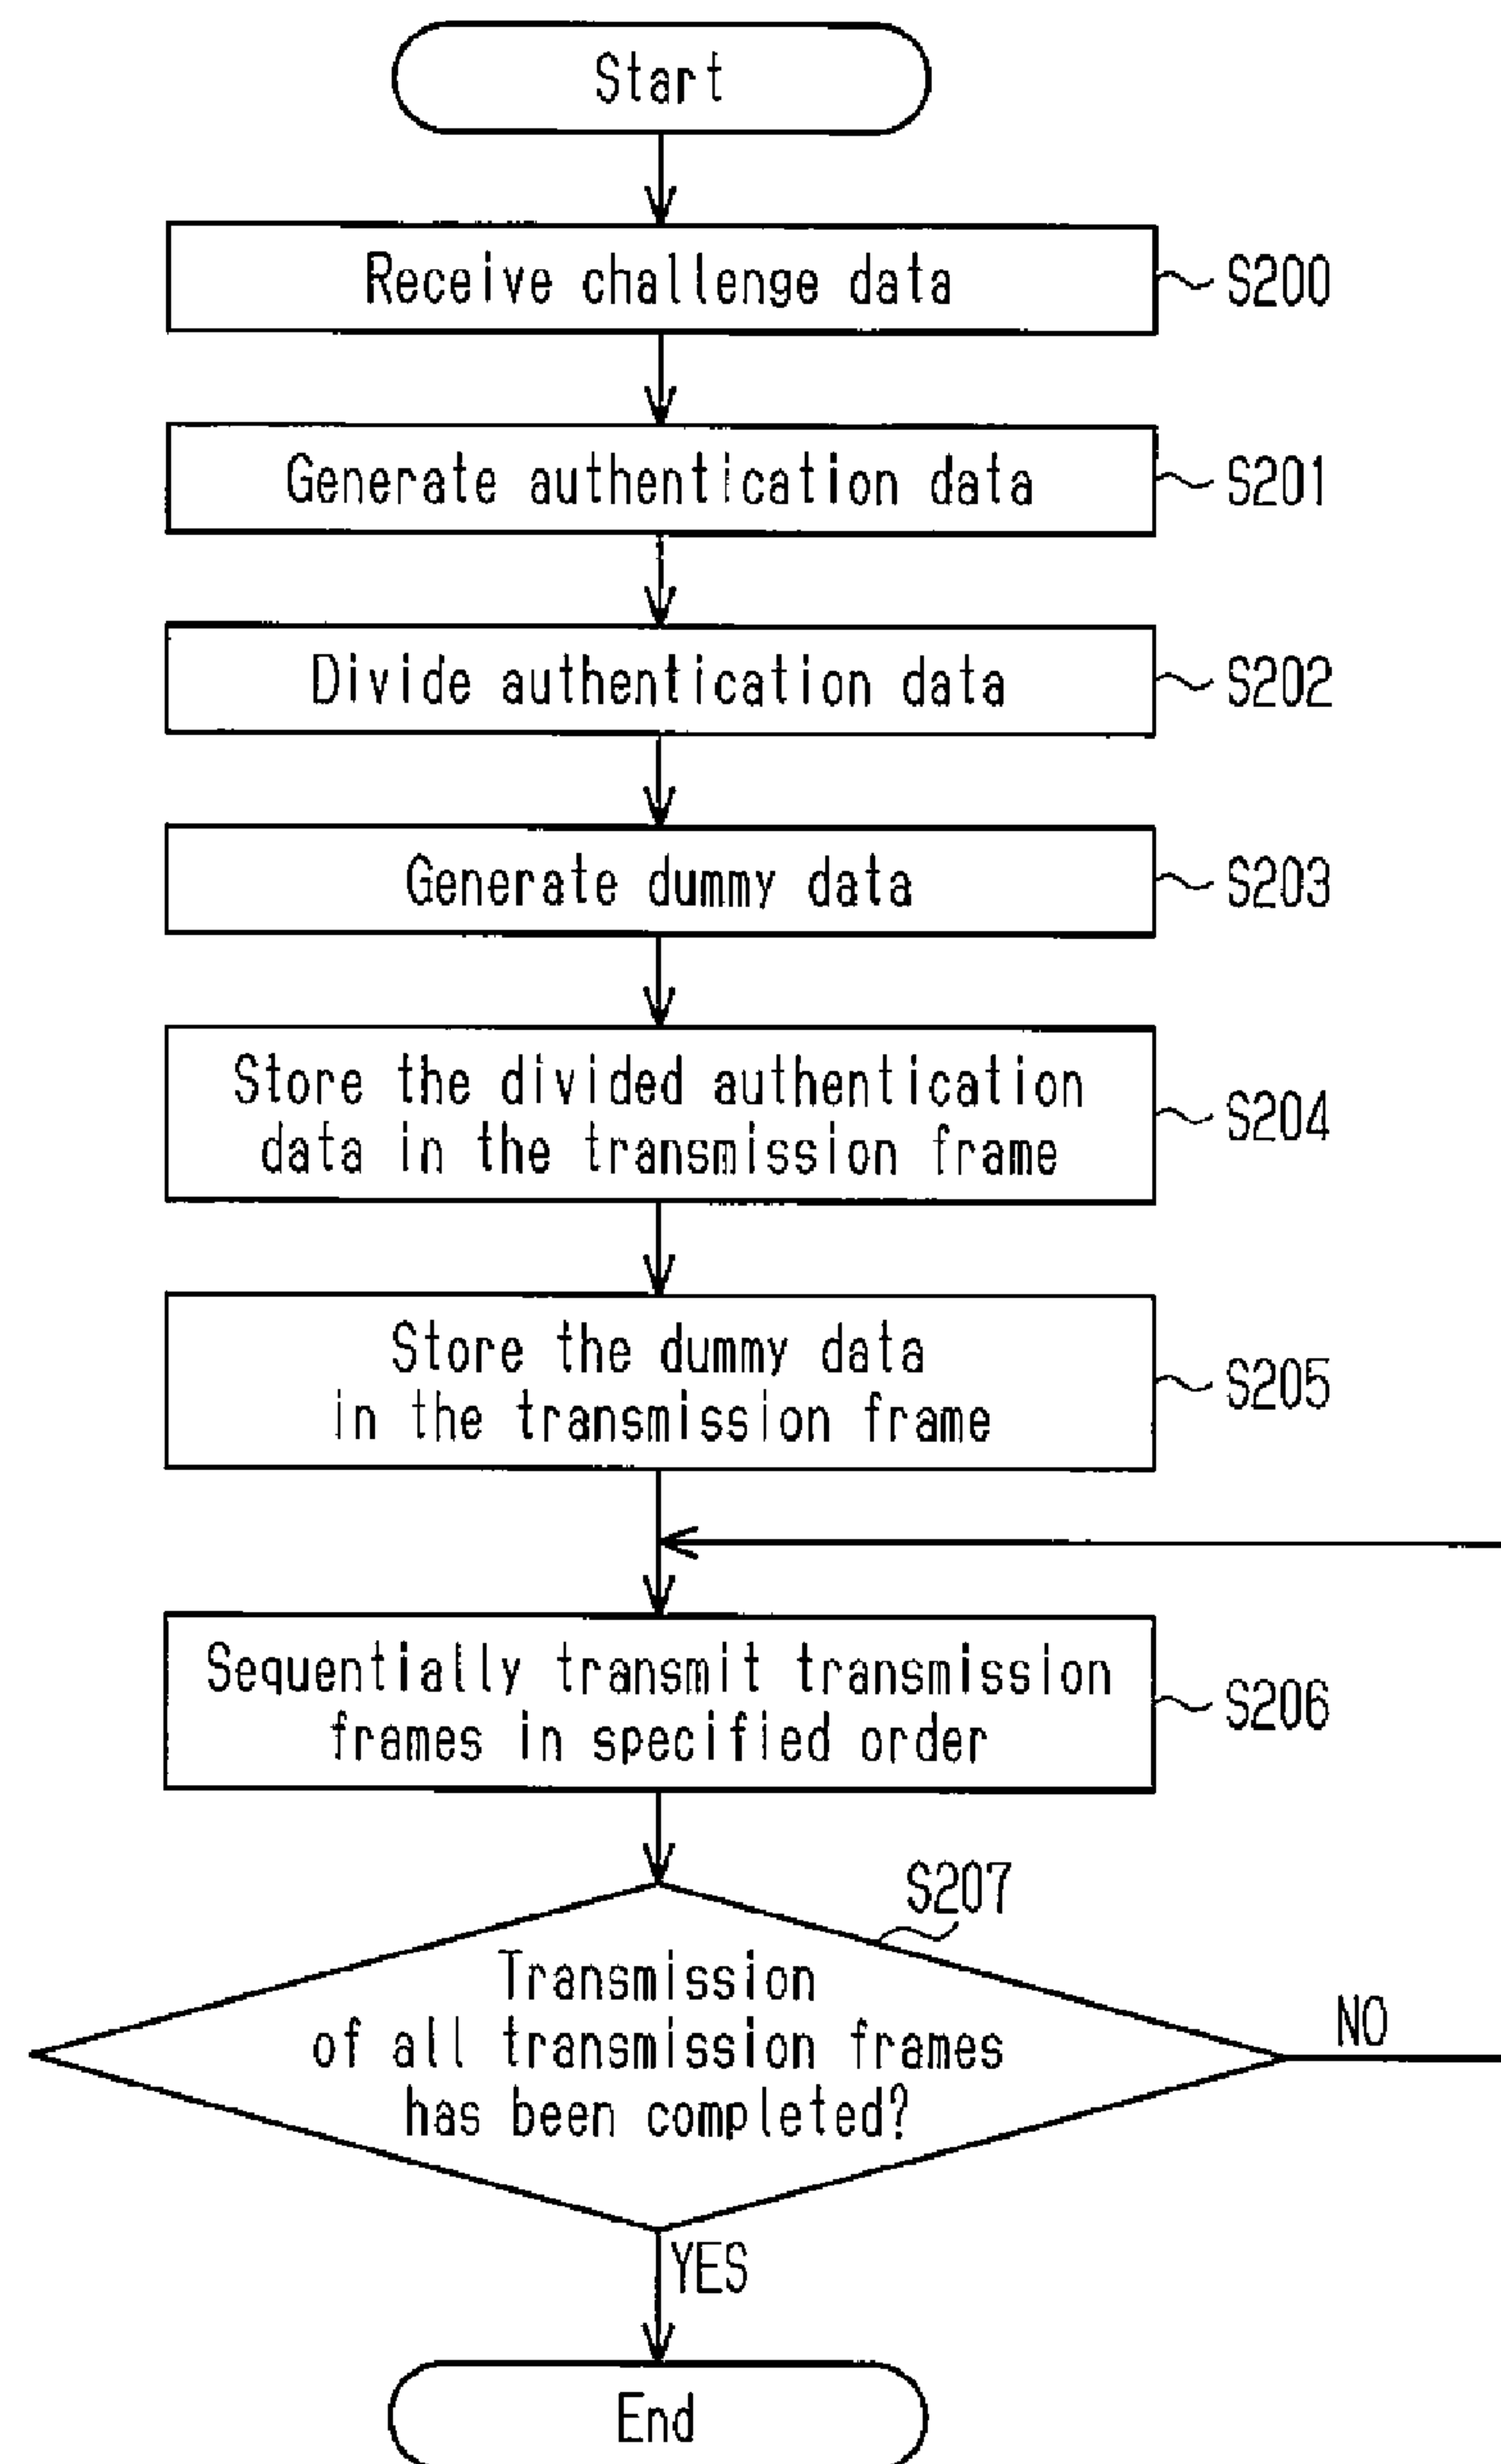 Start
Receive challenge data
S200
Generate authentication data
S201
Divide authentication data
S202
Generate dummy data
S203
Store the divided authentication
data in the transmission frame
S204
Store the dummy data
in the transmission frame
S205
Sequentially transmit transmission
frames in specified order
S206
S207
Transmission
of all transmission frames
has been completed?
NO
YES
End